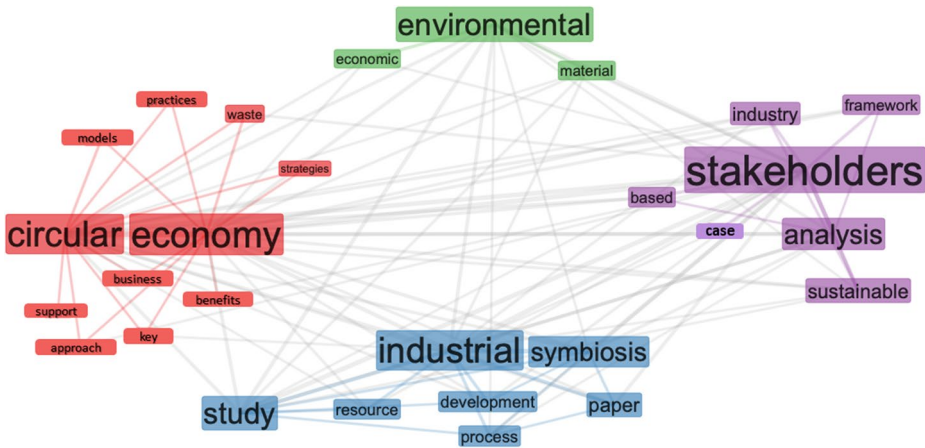 environmental
economic
material
practices
waste
models
strategies
circular economy
business
benefits
support
key
approach
industry
framework
stakeholders
based
case
analysis
sustainable
industrial symbiosis
study
resource
development
paper
process